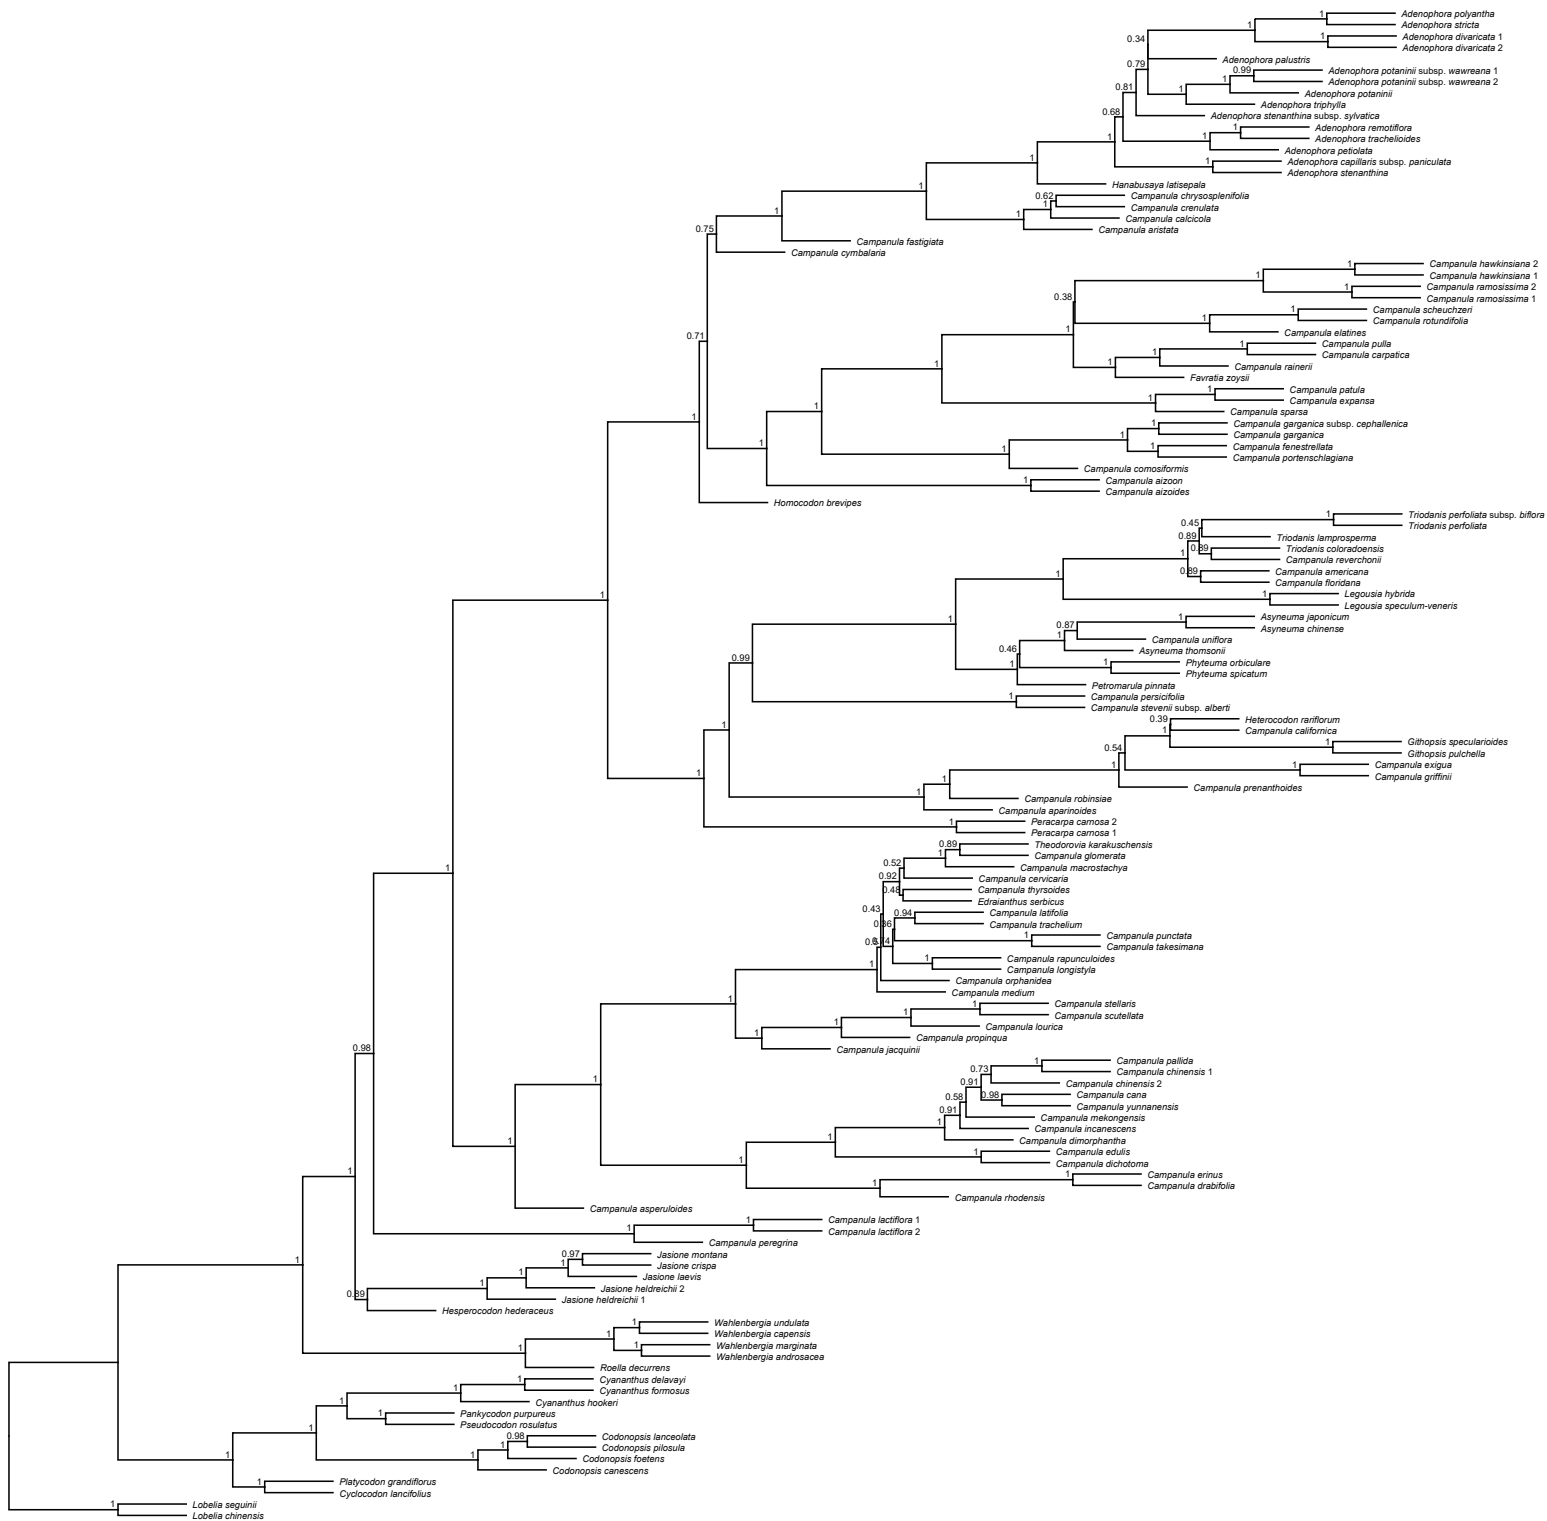 Adenophora polyantha
1
Adenophora stricta
1
Adenophora divaricata 1
1
Adenophora divaricata 2
0.34
Adenophora palustris
0.79
Adenophora potaninii subsp. wawreana 1
0.99
Adenophora potaninii subsp. wawreana 2
1
Adenophora potaninii
1
Adenophora triphylla
0.81
Adenophora stenanthina subsp. sylvatica
0.68
Adenophora remotiflora
1
Adenophora trachelioides
1
Adenophora petiolata
1
Adenophora capillaris subsp. paniculata
1
Adenophora stenanthina
1
Hanabusaya latisepala
1
Campanula chrysosplenifolia
0.62
Campanula crenulata
1
Campanula calcicola
1
Campanula aristata
1
Campanula fastigiata
0.75
Campanula cymbalaria
Campanula hawkinsiana 2
1
Campanula hawkinsiana 1
1
Campanula ramosissima 2
1
Campanula ramosissima 1
0.38
Campanula scheuchzeri
1
Campanula rotundifolia
1
Campanula elatines
1
0.71
Campanula pulla
1
Campanula carpatica
1
Campanula rainerii
1
Favratia zoysii
1
Campanula patula
1
Campanula expansa
1
Campanula sparsa
1
Campanula garganica subsp. cephallenica
1
Campanula garganica
1
Campanula fenestrellata
1
Campanula portenschlagiana
1
Campanula comosiformis
1
Campanula aizoon
1
Campanula aizoides
1
Homocodon brevipes
Triodanis perfoliata subsp. biflora
1
Triodanis perfoliata
0.45
Triodanis lamprosperma
0.89
Triodanis coloradoensis
0.89
Campanula reverchonii
1
Campanula americana
0.89
Campanula floridana
1
Legousia hybrida
1
Legousia speculum-veneris
1
1
Asyneuma japonicum
1
Asyneuma chinense
0.87
Campanula uniflora
1
Asyneuma thomsonii
0.46
Phyteuma orbiculare
1
Phyteuma spicatum
1
Petromarula pinnata
0.99
Campanula persicifolia
1
Campanula stevenii subsp. alberti
1
Heterocodon rariflorum
0.39
Campanula californica
1
Githopsis specularioides
1
Githopsis pulchella
0.54
Campanula exigua
1
Campanula griffinii
1
Campanula prenanthoides
1
Campanula robinsiae
1
Campanula aparinoides
1
Peracarpa carnosa 2
1
Peracarpa carnosa 1
Theodorovia karakuschensis
0.89
Campanula glomerata
1
Campanula macrostachya
0.52
Campanula cervicaria
0.92
Campanula thyrsoides
Edraianthus serbicus
0.43
Campanula latifolia
0.94
Campanula trachelium
Campanula punctata
1
Campanula takesimana
Campanula rapunculoides
1
Campanula longistyla
1
Campanula orphanidea
Campanula medium
1
Campanula stellaris
1
Campanula scutellata
1
Campanula lourica
1
Campanula propinqua
1
Campanula jacquinii
1
1
Campanula pallida
1
Campanula chinensis 1
0.73
Campanula chinensis 2
0.91
Campanula cana
0.98
Campanula yunnanensis
0.58
Campanula mekongensis
0.91
Campanula incanescens
1
Campanula dimorphantha
1
Campanula edulis
1
Campanula dichotoma
1
Campanula erinus
1
Campanula drabifolia
1
Campanula rhodensis
1
Campanula asperuloides
0.98
Campanula lactiflora 1
1
Campanula lactiflora 2
1
Campanula peregrina
1
Jasione montana
0.97
Jasione crispa
1
Jasione laevis
1
Jasione heldreichii 2
1
Jasione heldreichii 1
Hesperocodon hederaceus
1
Wahlenbergia undulata
1
Wahlenbergia capensis
1
Wahlenbergia marginata
1
Wahlenbergia androsacea
1
Roella decurrens
Cyananthus delavayi
1
Cyananthus formosus
1
Cyananthus hookeri
1
Pankycodon purpureus
1
Pseudocodon rosulatus
1
Codonopsis lanceolata
0.98
Codonopsis pilosula
1
Codonopsis foetens
1
Codonopsis canescens
1
Platycodon grandiflorus
1
Cyclocodon lancifolius
Lobelia seguinii
1
Lobelia chinensis